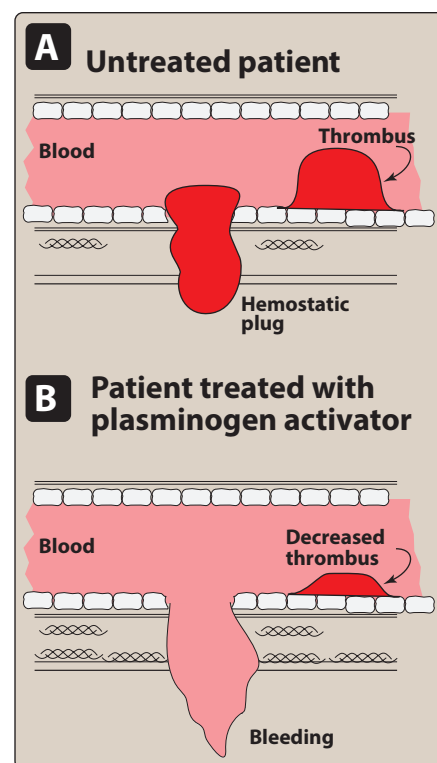 A
Untreated patient
Blood
Thrombus
Hemostatic
plug
B
Patient treated with
plasminogen activator
Blood
Decreased
thrombus
Bleeding